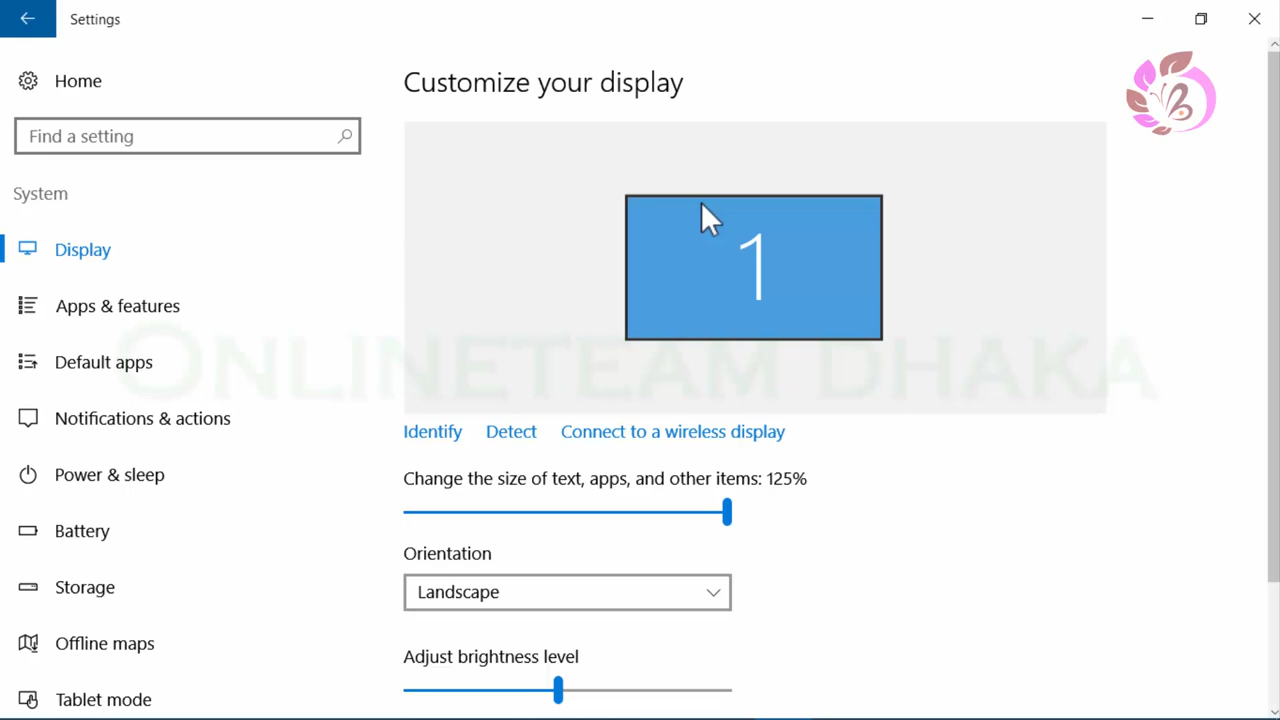 Settings
Home
Find a setting
System
Display
Apps & features
Default apps
Notifications & actions
Power & sleep
Battery
Storage
Offline maps
Tablet mode
Customize your display
1
ONLINETEAM DHAKA
Identify Detect Connect to a wireless display
Change the size of text, apps, and other items: 125%
Orientation
Landscape
Adjust brightness level